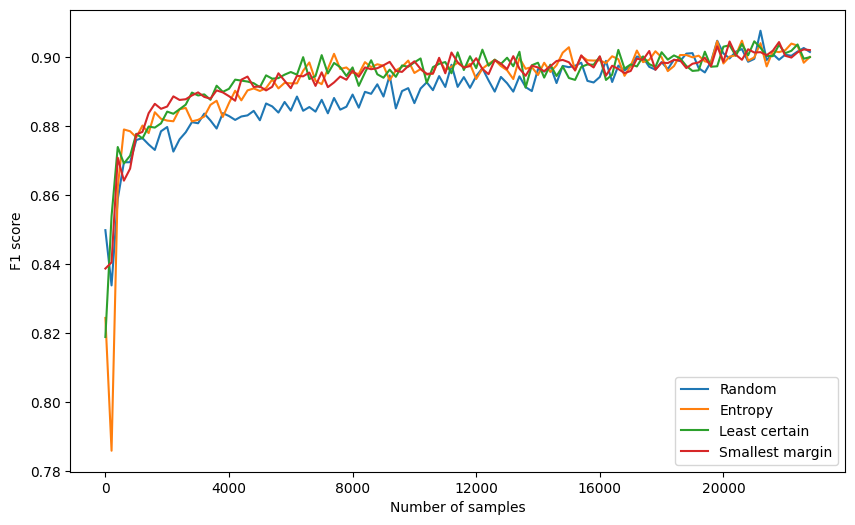 0.90
0.88
0.86
0.84
0.82
0.80
0.78
F1 score
0
4000
8000
12000
16000
20000
Number of samples
Random
Entropy
Least certain
Smallest margin